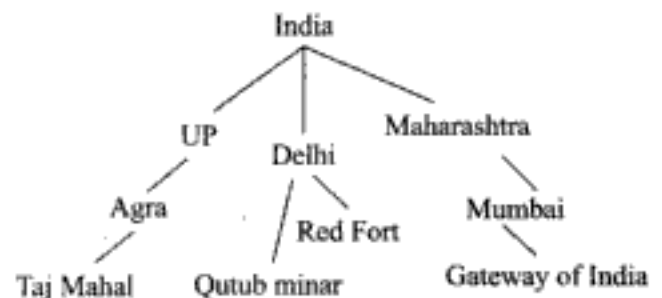 India
UP
Delhi
Maharashtra
Agra
Red Fort
Mumbai
Taj Mahal
Qutub minar
Gateway of India